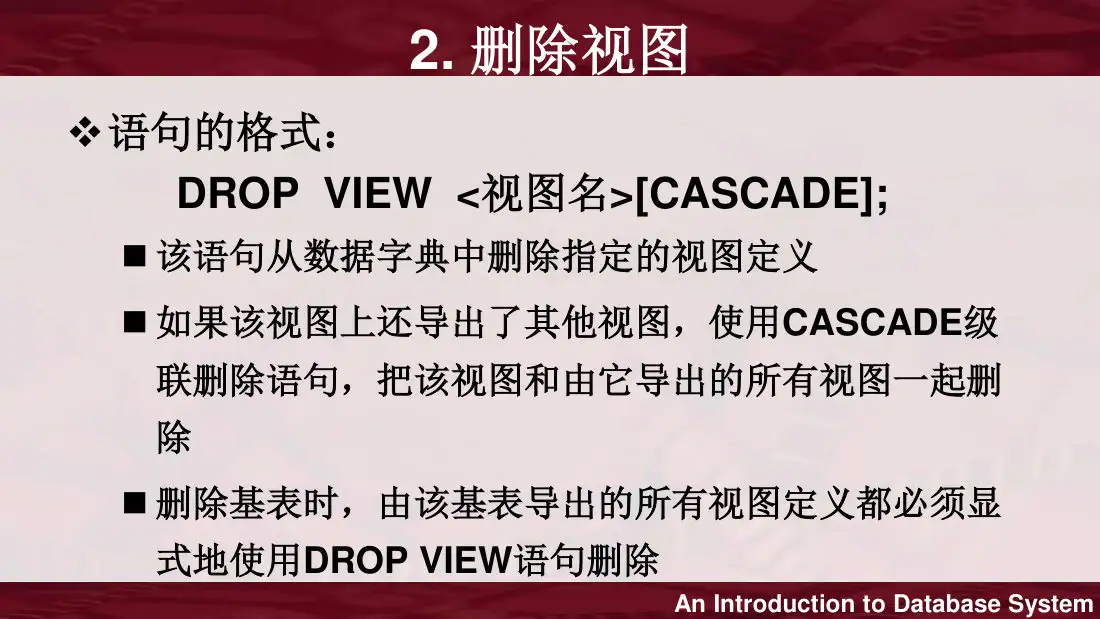 2. 删除视图
❖语句的格式：
DROP VIEW <视图名>[CASCADE];
■ 该语句从数据字典中删除指定的视图定义
■ 如果该视图上还导出了其他视图，使用CASCADE级
联删除语句，把该视图和由它导出的所有视图一起删
除
■ 删除基表时，由该基表导出的所有视图定义都必须显
式地使用DROP VIEW语句删除
An Introduction to Database System